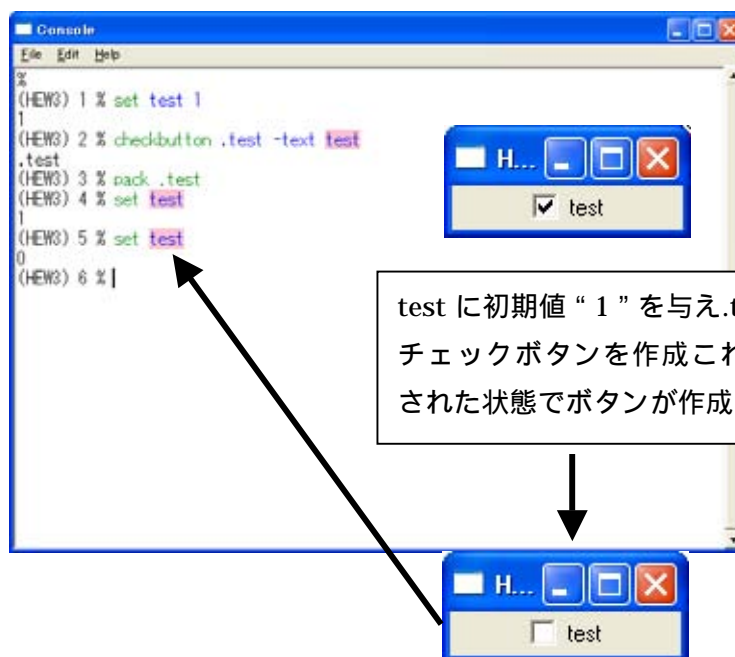 Console
File Edit Help
%
(HEW3) 1 % set test 1
1
(HEW3) 2 % checkbutton .test -text test
.test
(HEW3) 3 % pack .test
(HEW3) 4 % set test
1
(HEW3) 5 % set test
0
(HEW3) 6 %
H...
test
test に初期値“1”を与え.t
チェックボタンを作成これ
された状態でボタンが作成
H...
test